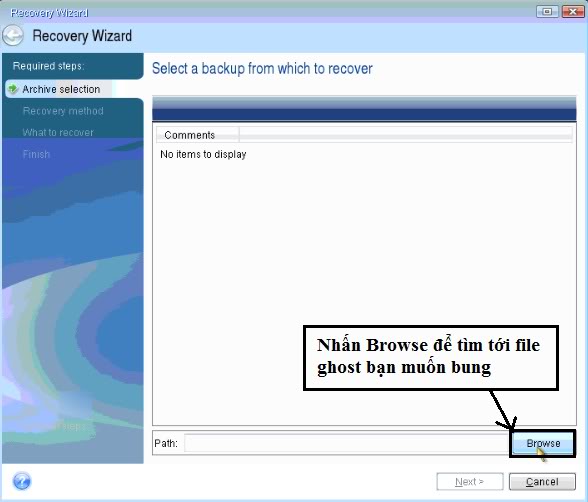 Recovery Wizard
Recovery Wizard
Required steps:
Archive selection
Recovery method
What to recover
Finish
Select a backup from which to recover
Comments
No items to display
Nhấn Browse để tìm tới file
ghost bạn muốn bung
Path:
Browse
Next >
Cancel